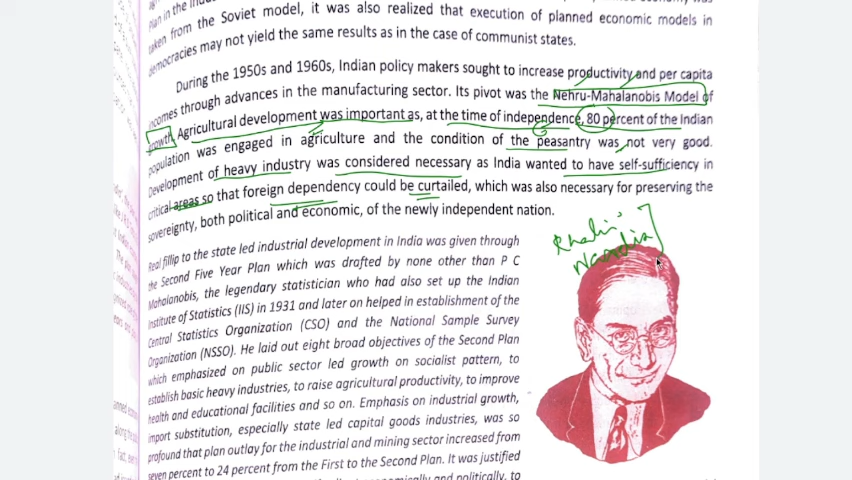 Plan in the
taken from the Soviet model, it was also realized that execution of planned economic models in
democracies may not yield the same results as in the case of communist states.
During the 1950s and 1960s, Indian policy makers sought to increase productivity and per capita
incomes through advances in the manufacturing sector. Its pivot was the Nehru-Mahalanobis Model of
growth. Agricultural development was important as, at the time of independence, 80 percent of the Indian
population was engaged in agriculture and the condition of the peasantry was not very good.
Development of heavy industry was considered necessary as India wanted to have self-sufficiency in
critical areas so that foreign dependency could be curtailed, which was also necessary for preserving the
sovereignty, both political and economic, of the newly independent nation.
Real fillip to the state led industrial development in India was given through
the Second Five Year Plan which was drafted by none other than P C
Mahalanobis, the legendary statistician who had also set up the Indian
Institute of Statistics (IIS) in 1931 and later on helped in establishment of the
Central Statistics Organization (CSO) and the National Sample Survey
Organization (NSSO). He laid out eight broad objectives of the Second Plan
which emphasized on public sector led growth on socialist pattern, to
establish basic heavy industries, to raise agricultural productivity, to improve
health and educational facilities and so on. Emphasis on industrial growth,
import substitution, especially state led capital goods industries, was so
profound that plan outlay for the industrial and mining sector increased from
seven percent to 24 percent from the First to the Second Plan. It was justified
economically and politically, to